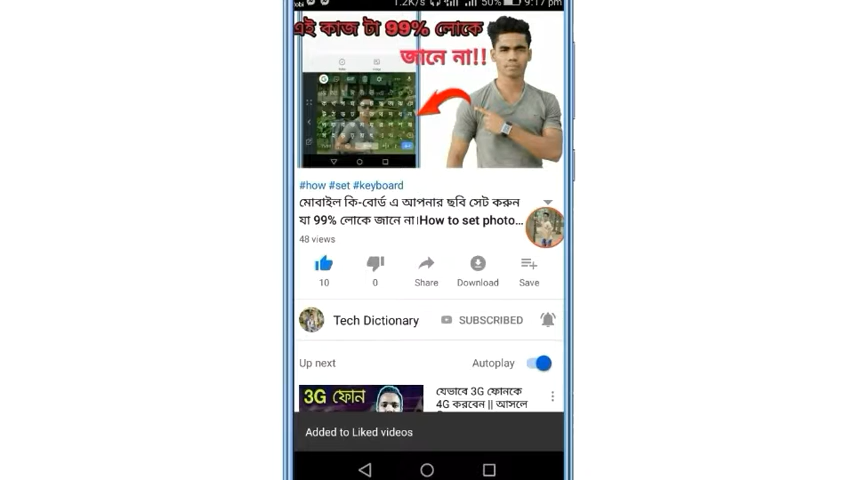 1.2K/s 50% 9:17 pm
এই কাজ টা 99% লোকে
জানে না!!
#how #set #keyboard
মোবাইল কি-বোর্ড এ আপনার ছবি সেট করুন
যা 99% লোকে জানে না।How to set photo...
48 views
10
0
Share
Download
Save
Tech Dictionary
SUBSCRIBED
Up next
Autoplay
3G ফোন
যেভাবে 3G ফোনকে
4G করবেন || আসলে
Added to Liked videos